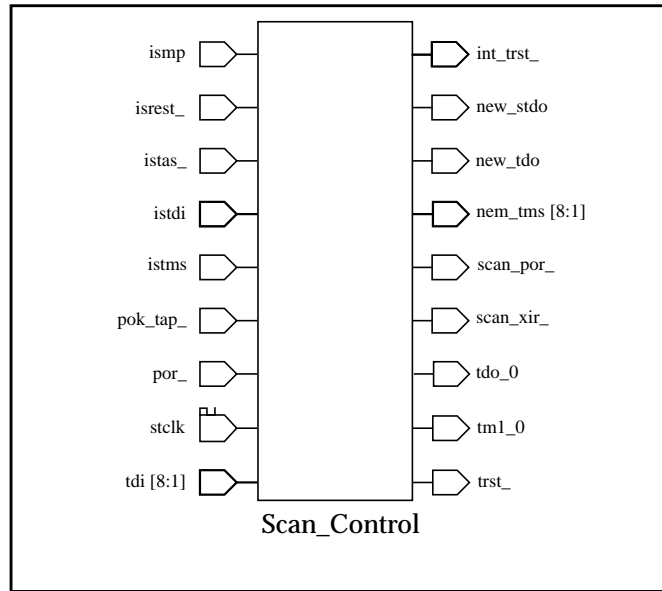 ismp
isrest_
istas_
istdi
istms
pok_tap_
por_
stclk
tdi [8:1]
int_trst_
new_stdo
new_tdo
nem_tms [8:1]
scan_por_
scan_xir_
tdo_0
tm1_0
trst_
Scan_Control